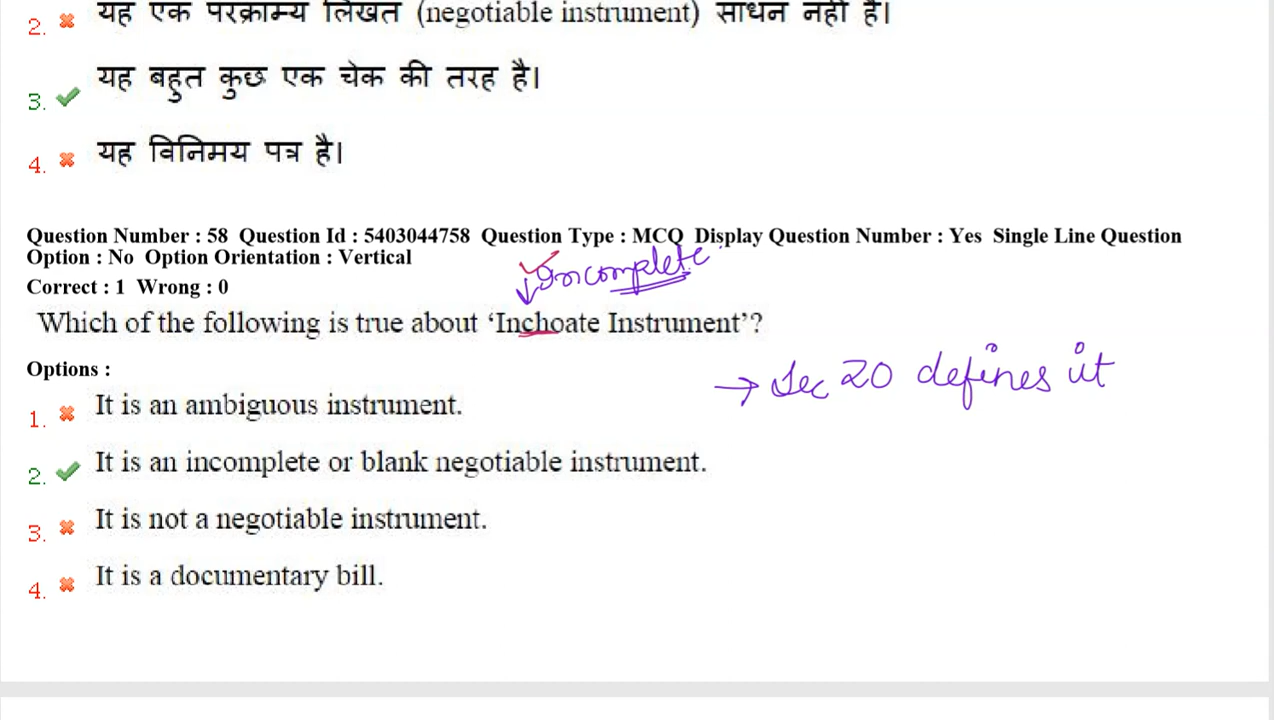 2. यह एक परक्राम्य लिखत (negotiable instrument) साधन नहीं है।
3. यह बहुत कुछ एक चेक की तरह है।
4. यह विनिमय पत्र है।
Question Number : 58 Question Id : 5403044758 Question Type : MCQ Display Question Number : Yes Single Line Question
Option : No Option Orientation : Vertical
Incomplete
Correct : 1 Wrong : 0
Which of the following is true about ‘Inchoate Instrument’?
Options :
→ Sec 20 defines it
1. It is an ambiguous instrument.
2. It is an incomplete or blank negotiable instrument.
3. It is not a negotiable instrument.
4. It is a documentary bill.